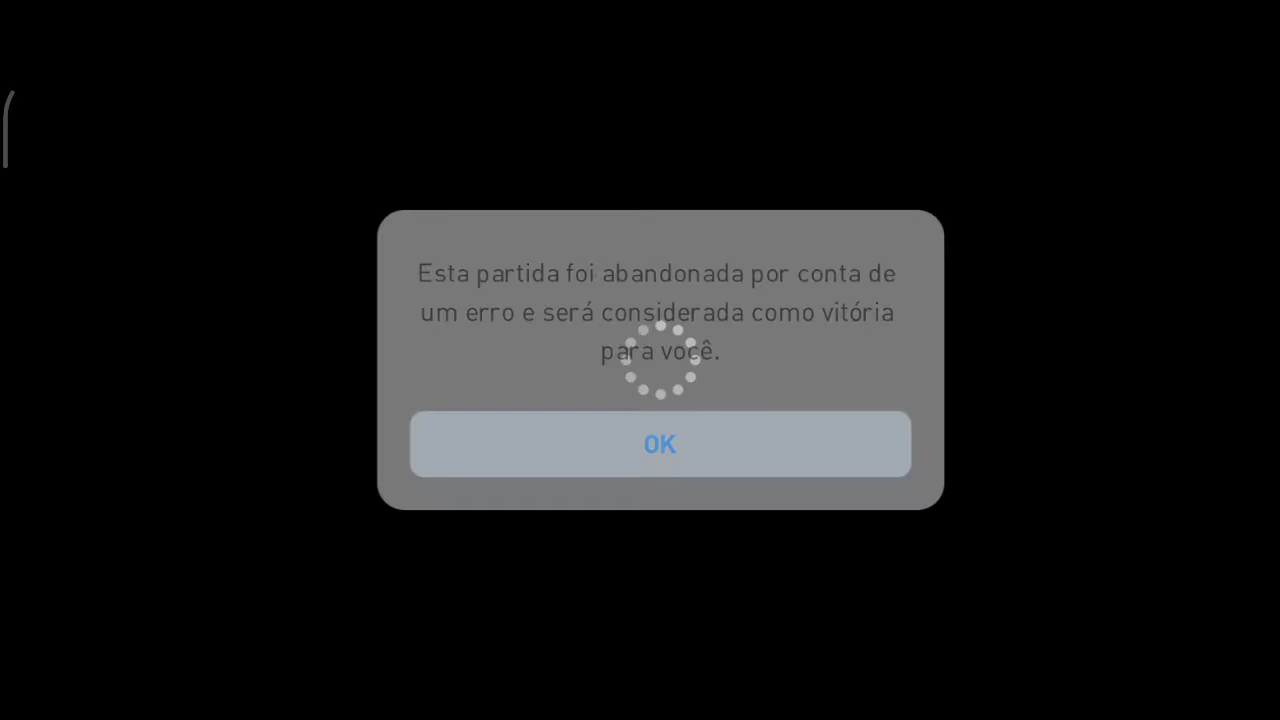 Esta partida foi abandonada por conta de
um erro e será considerada como vitória
para você.
OK